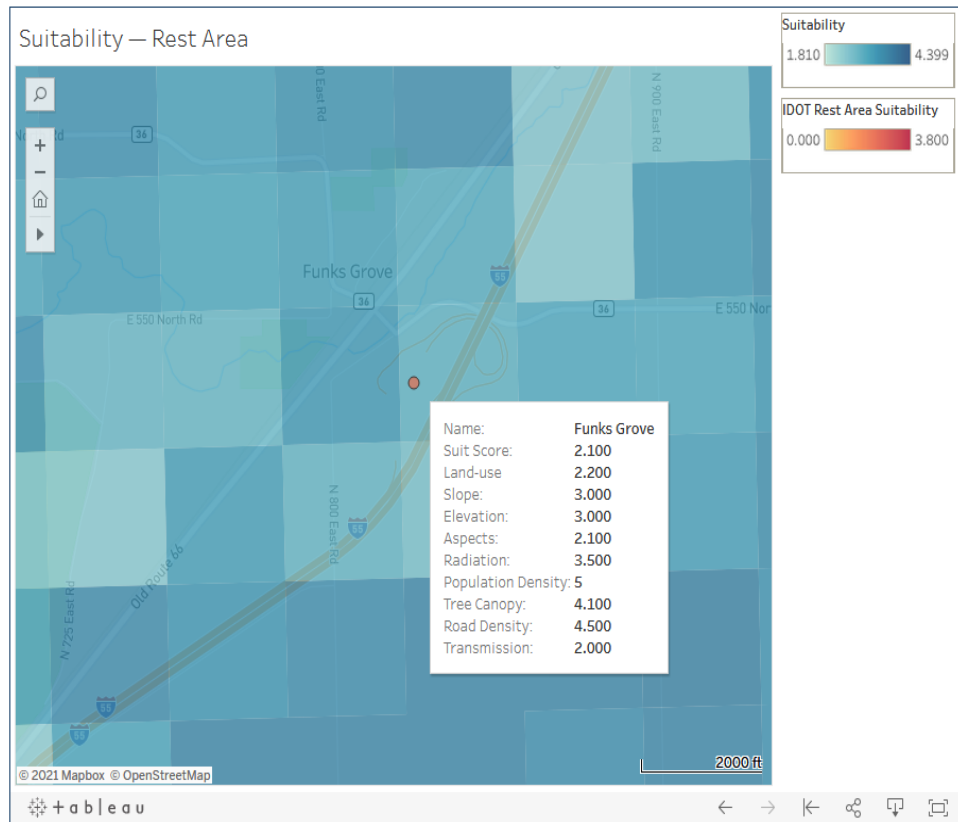 Suitability — Rest Area
Suitability
1.810 4.399
IDOT Rest Area Suitability
0.000 3.800
36
N 900 East Rd
Funks Grove
55
36
36
E 550 North Rd
E 550 Nor
Name: Funks Grove
Suit Score: 2.100
Land-use 2.200
Slope: 3.000
Elevation: 3.000
Aspects: 2.100
Radiation: 3.500
Population Density: 5
Tree Canopy: 4.100
Road Density: 4.500
Transmission: 2.000
N 800 East Rd
55
Old Route 66
N 725 East Rd
55
55
2000 ft
© 2021 Mapbox © OpenStreetMap
+ableau